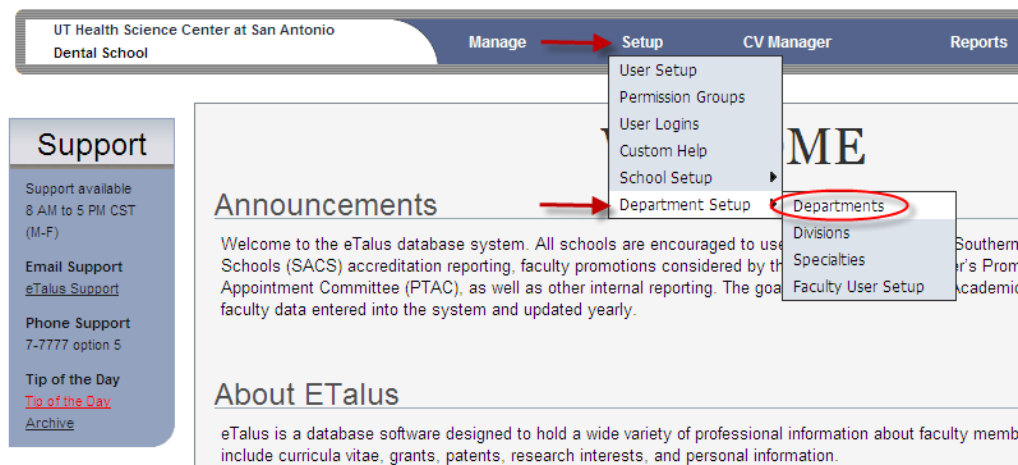 UT Health Science Center at San Antonio
Dental School
Manage Setup CV Manager Reports
User Setup
Permission Groups
User Logins
Custom Help
School Setup
Department Setup
Departments
Divisions
Specialties
Faculty User Setup
Support
Support available
8 AM to 5 PM CST
(M-F)
Email Support
eTalus Support
Phone Support
7-7777 option 5
Tip of the Day
Tip of the Day
Archive
ME
Announcements
Welcome to the eTalus database system. All schools are encouraged to use Southern
Schools (SACS) accreditation reporting, faculty promotions considered by th er's Prom
Appointment Committee (PTAC), as well as other internal reporting. The goa Academic
faculty data entered into the system and updated yearly.
About ETalus
eTalus is a database software designed to hold a wide variety of professional information about faculty memb
include curricula vitae, grants, patents, research interests, and personal information.